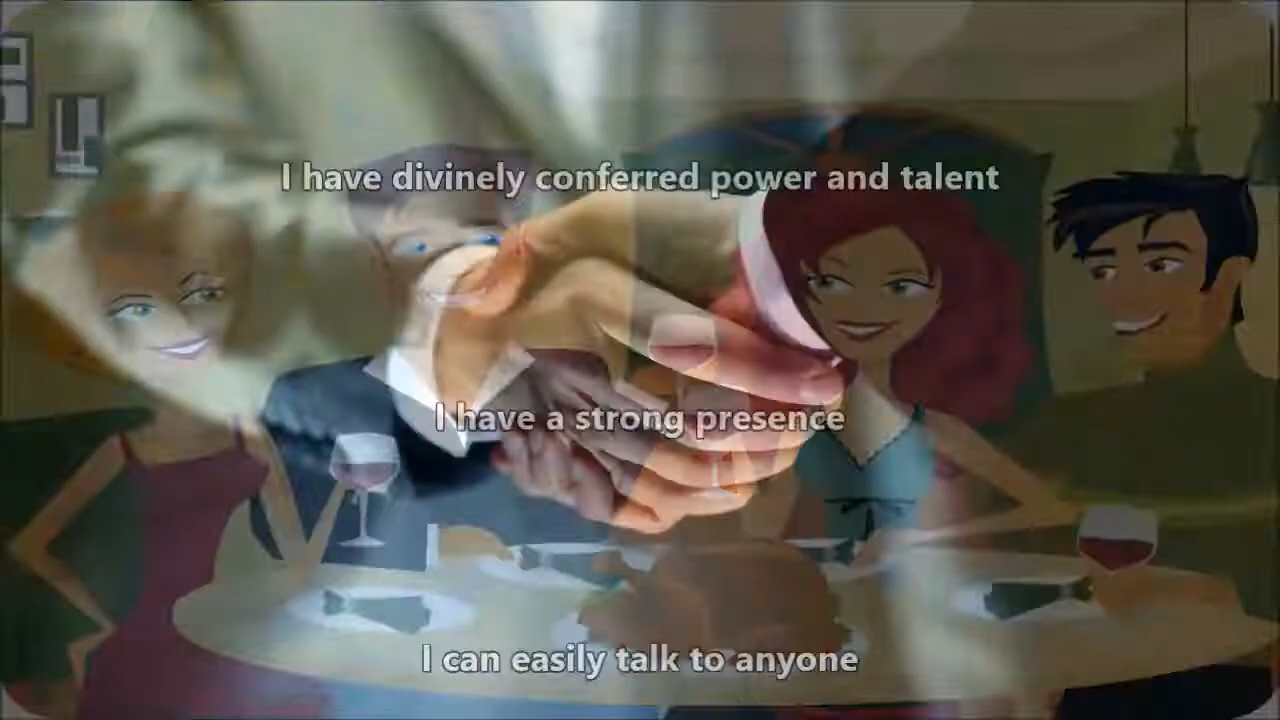 I have divinely conferred power and talent
I have a strong presence
I can easily talk to anyone